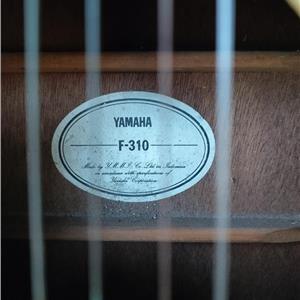 YAMAHA
F-310
Made by Y.M.M.I. Co. Ltd in Indonesia
in accordance with specifications of
Yamaha Corporation